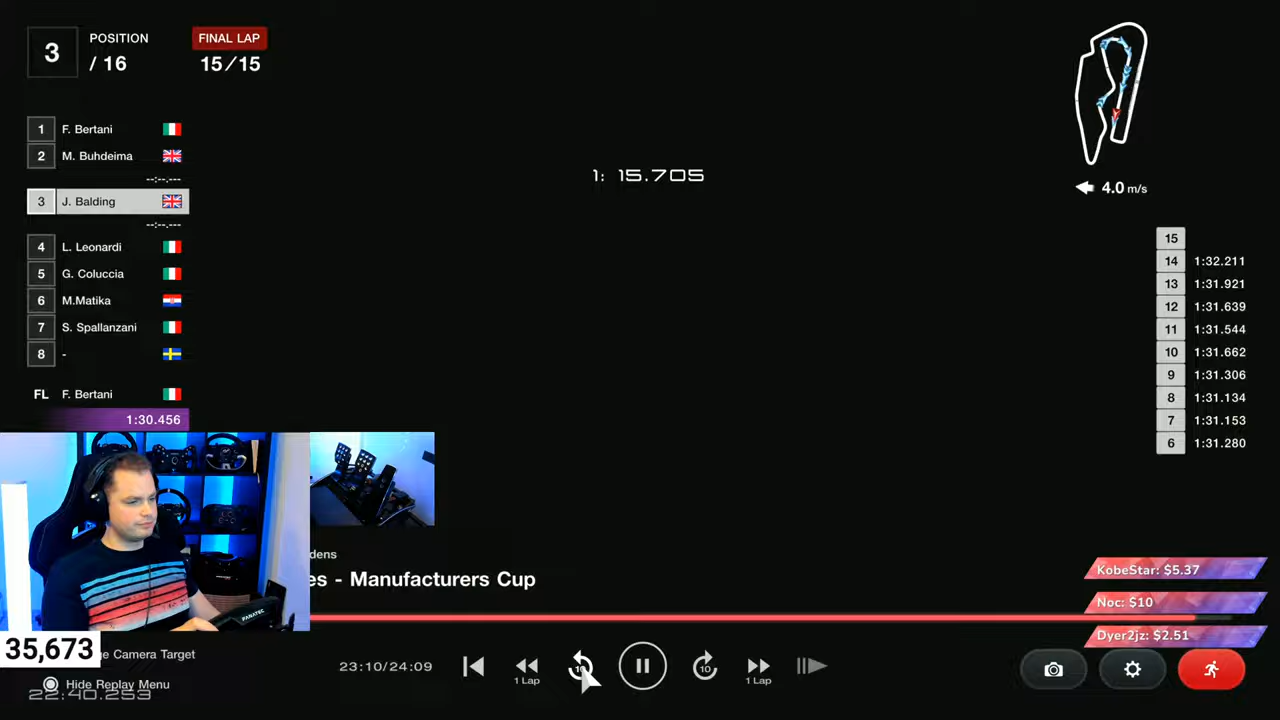 3
POSITION
/ 16
FINAL LAP
15/15
1 F. Bertani
2 M. Buhdeima
--:--.---
3 J. Balding
--:--.---
4 L. Leonardi
5 G. Coluccia
6 M.Matika
7 S. Spallanzani
8 -
FL F. Bertani
1:30.456
1: 15.705
4.0 m/s
15
14 1:32.211
13 1:31.921
12 1:31.639
11 1:31.544
10 1:31.662
9 1:31.306
8 1:31.134
7 1:31.153
6 1:31.280
dens
es - Manufacturers Cup
FANATEC
KobeStar: $5.37
Noc: $10
Dyer2jz: $2.51
35,673
ge Camera Target
Hide Replay Menu
22:40.253
23:10/24:09
1 Lap
10
10
1 Lap